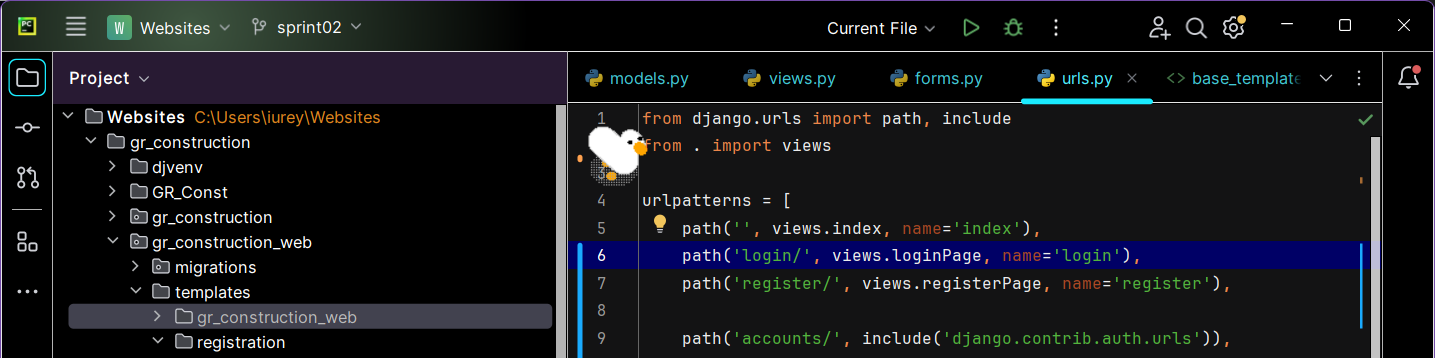 PC W Websites sprint02 Current File
Project models.py views.py forms.py urls.py base_template
Websites C:\Users\iurey\Websites
gr_construction
djvenv
GR_Const
gr_construction
gr_construction_web
migrations
templates
gr_construction_web
registration
1 from django.urls import path, include
from . import views
3
4 urlpatterns = [
5 path('', views.index, name='index'),
6 path('login/', views.loginPage, name='login'),
7 path('register/', views.registerPage, name='register'),
8
9 path('accounts/', include('django.contrib.auth.urls')),